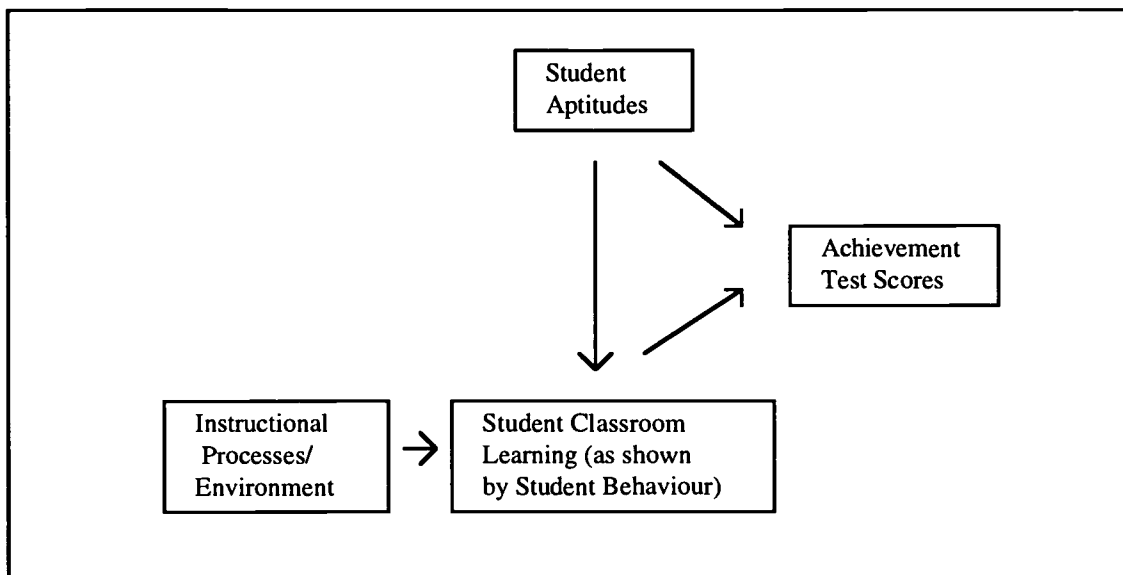 Student
Aptitudes
Achievement
Test Scores
Instructional
Processes/
Environment
Student Classroom
Learning (as shown
by Student Behaviour)